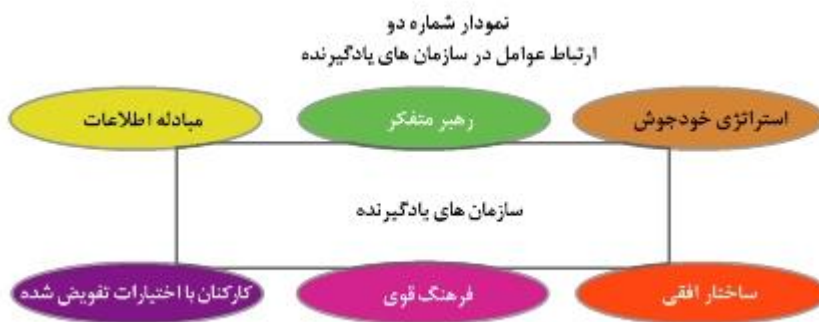 نمودار شماره دو
ارتباط عوامل در سازمان های یادگیرنده
استراتژی خودجوش
رهبر متفکر
مبادله اطلاعات
سازمان های یادگیرنده
ساختار افقی
فرهنگ قوی
کارکنان با اختیارات تفویض شده